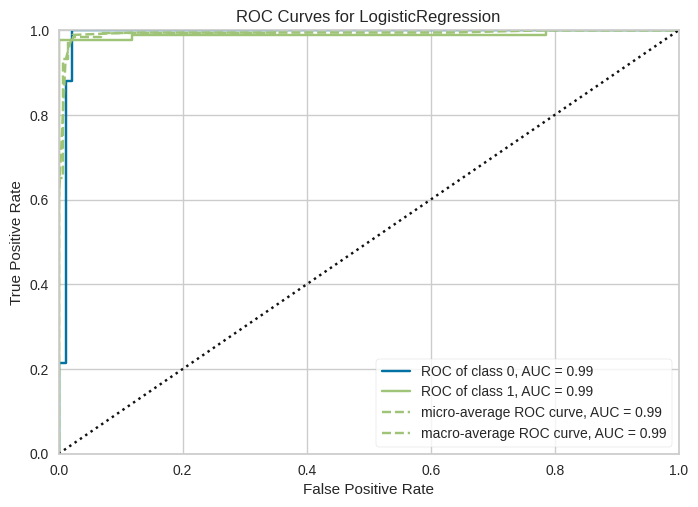 ROC Curves for LogisticRegression
True Positive Rate
1.0
0.8
0.6
0.4
0.2
0.0
ROC of class 0, AUC = 0.99
ROC of class 1, AUC = 0.99
micro-average ROC curve, AUC = 0.99
macro-average ROC curve, AUC = 0.99
0.0 0.2 0.4 0.6 0.8 1.0
False Positive Rate